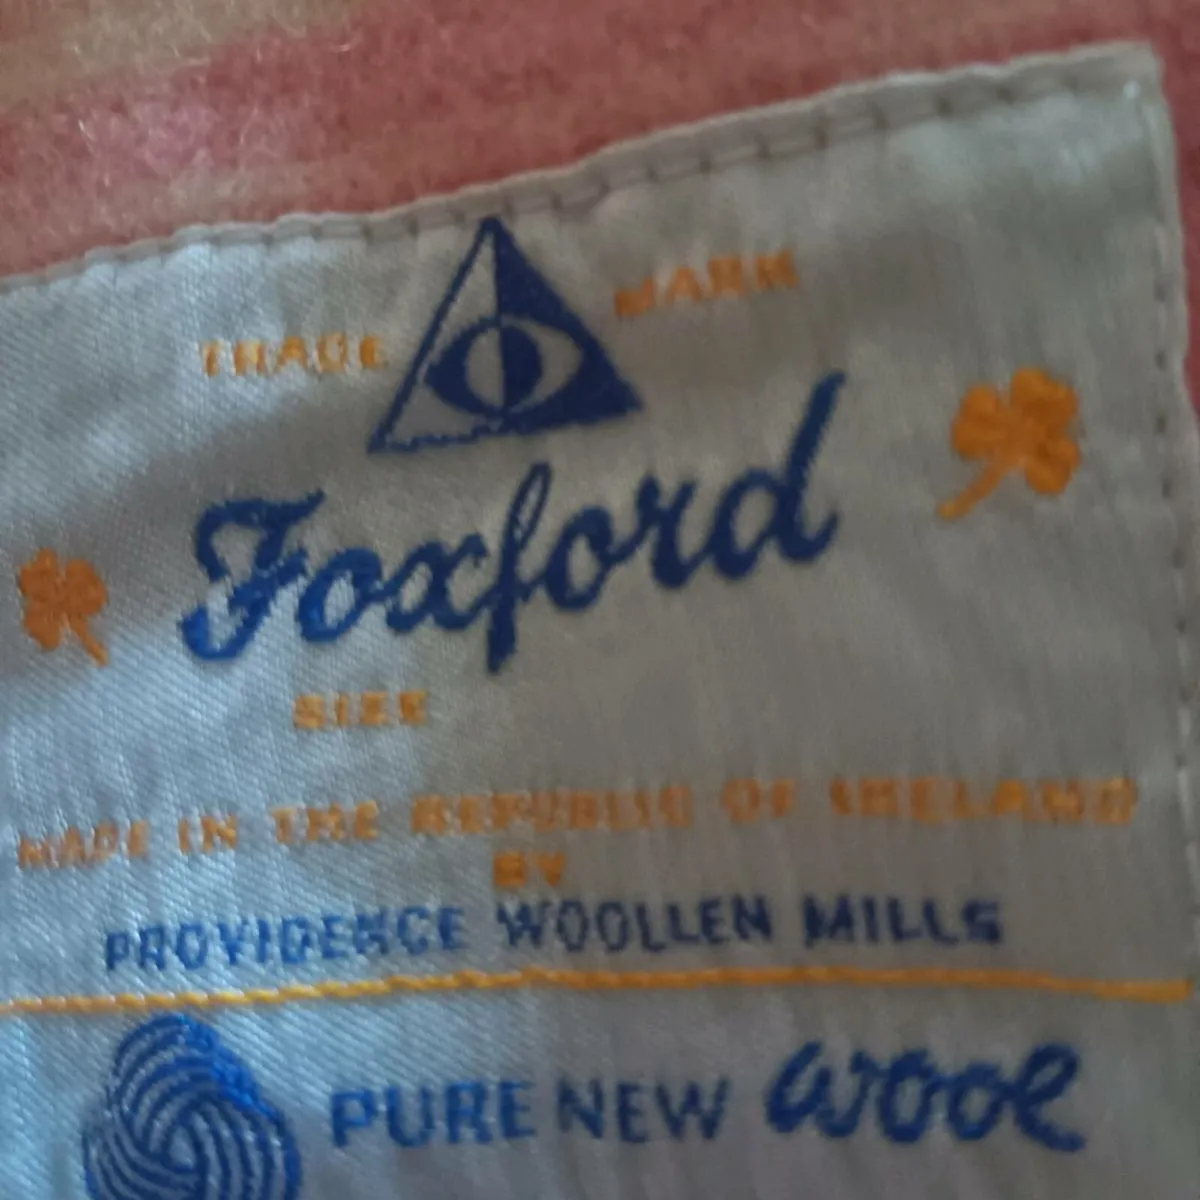 TRADE MARK
Foxford
SIZE
MADE IN THE REPUBLIC OF IRELAND
BY
PROVIDENCE WOOLLEN MILLS
PURE NEW wool